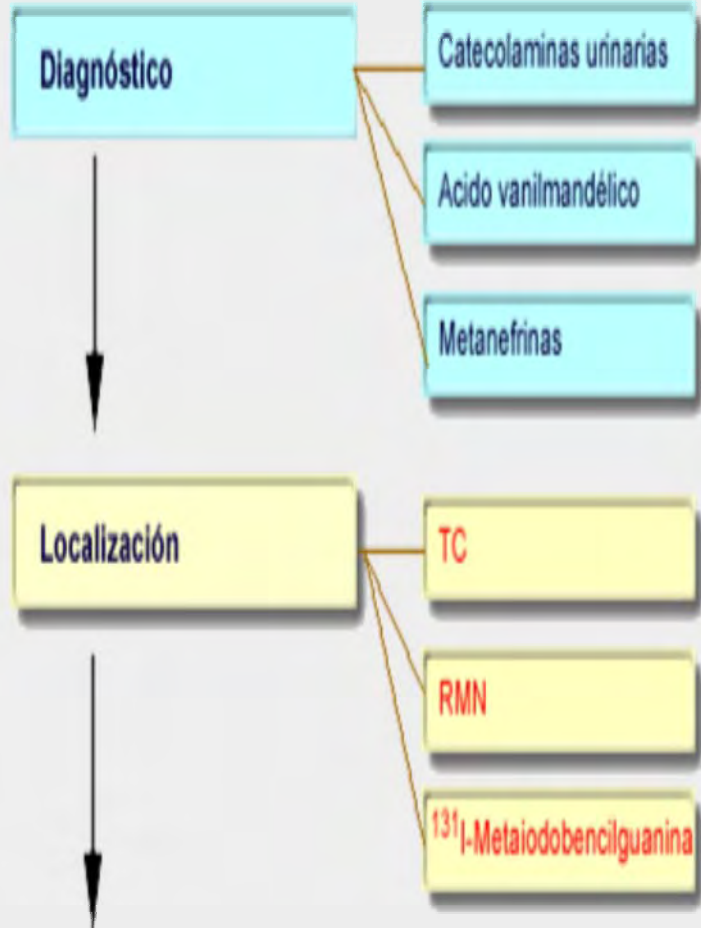 Diagnóstico
Catecolaminas urinarias
Acido vanilmandélico
Metanefrinas
Localización
TC
RMN
¹³¹I-Metaiodobencilguanina